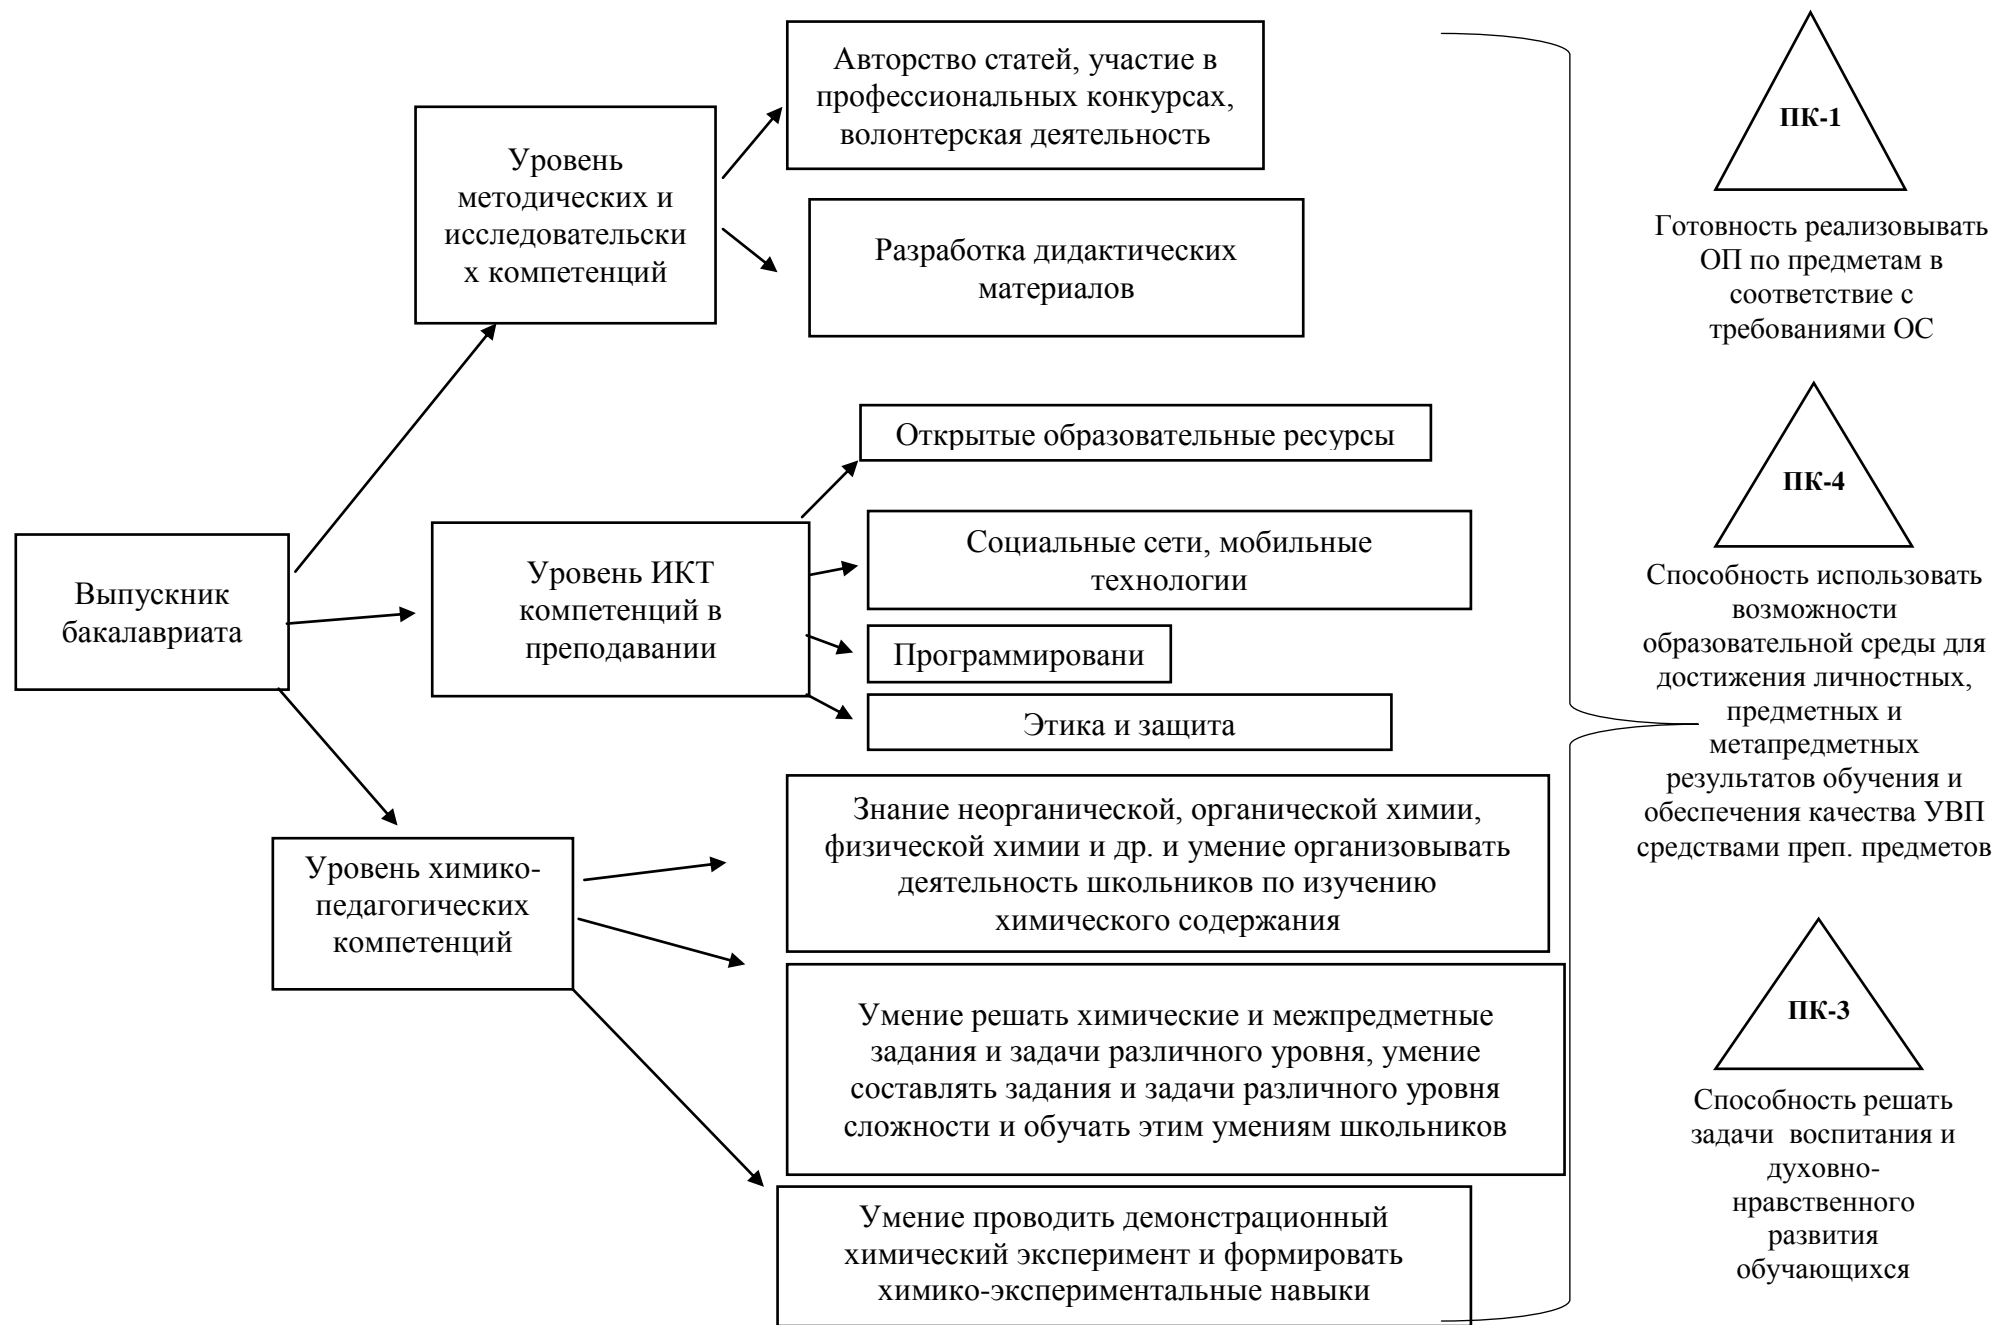 Авторство статей, участие в
профессиональных конкурсах,
волонтерская деятельность
Уровень
методических и
исследовательски
х компетенций
Разработка дидактических
материалов
Открытые образовательные ресурсы
Социальные сети, мобильные
технологии
Уровень ИКТ
компетенций в
преподавании
Программировани
Этика и защита
Выпускник
бакалавриата
Знание неорганической, органической химии,
физической химии и др. и умение организовывать
деятельность школьников по изучению
химического содержания
Уровень химико-
педагогических
компетенций
Умение решать химические и межпредметные
задания и задачи различного уровня, умение
составлять задания и задачи различного уровня
сложности и обучать этим умениям школьников
Умение проводить демонстрационный
химический эксперимент и формировать
химико-экспериментальные навыки
ПК-1
Готовность реализовывать
ОП по предметам в
соответствие с
требованиями ОС
ПК-4
Способность использовать
возможности
образовательной среды для
достижения личностных,
предметных и
метапредметных
результатов обучения и
обеспечения качества УВП
средствами преп. предметов
ПК-3
Способность решать
задачи воспитания и
духовно-
нравственного
развития
обучающихся